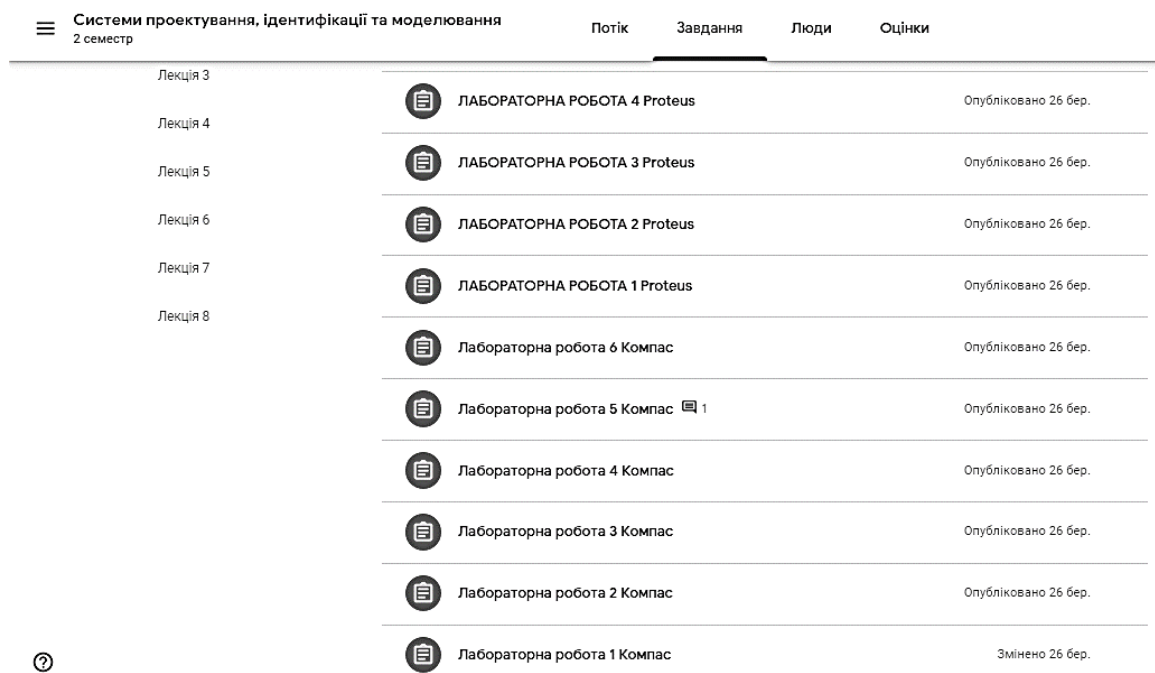 Системи проектування, ідентифікації та моделювання
2 семестр
Потік
Завдання
Люди
Оцінки
Лекція 3
Лекція 4
Лекція 5
Лекція 6
Лекція 7
Лекція 8
ЛАБОРАТОРНА РОБОТА 4 Proteus Опубліковано 26 бер.
ЛАБОРАТОРНА РОБОТА 3 Proteus Опубліковано 26 бер.
ЛАБОРАТОРНА РОБОТА 2 Proteus Опубліковано 26 бер.
ЛАБОРАТОРНА РОБОТА 1 Proteus Опубліковано 26 бер.
Лабораторна робота 6 Компас Опубліковано 26 бер.
Лабораторна робота 5 Компас 1 Опубліковано 26 бер.
Лабораторна робота 4 Компас Опубліковано 26 бер.
Лабораторна робота 3 Компас Опубліковано 26 бер.
Лабораторна робота 2 Компас Опубліковано 26 бер.
Лабораторна робота 1 Компас Змінено 26 бер.